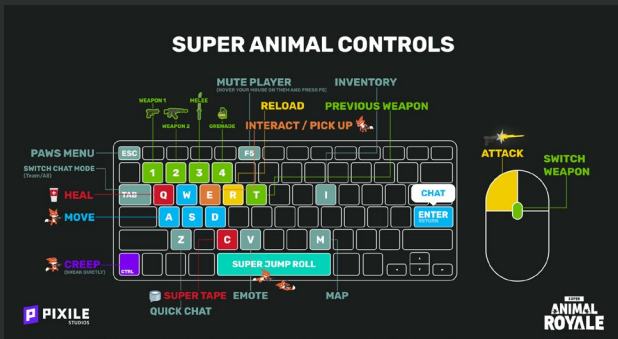 SUPER ANIMAL CONTROLS
MUTE PLAYER
(HOVER YOUR MOUSE ON THEM AND PRESS F5)
INVENTORY
WEAPON 1
MELEE
RELOAD
PREVIOUS WEAPON
WEAPON 2
GRENADE
INTERACT / PICK UP
PAWS MENU
ESC
F5
ATTACK
SWITCH
WEAPON
SWITCH CHAT MODE
(Team/All)
1 2 3 4
HEAL
TAB
Q W E R T
I
CHAT
MOVE
A S D
ENTER
RETURN
Z C V M
CREEP
(SNEAK QUIETLY)
CTRL
SUPER JUMP ROLL
SUPER TAPE
EMOTE
MAP
QUICK CHAT
PIXILE
STUDIOS
SUPER
ANIMAL
ROYALE